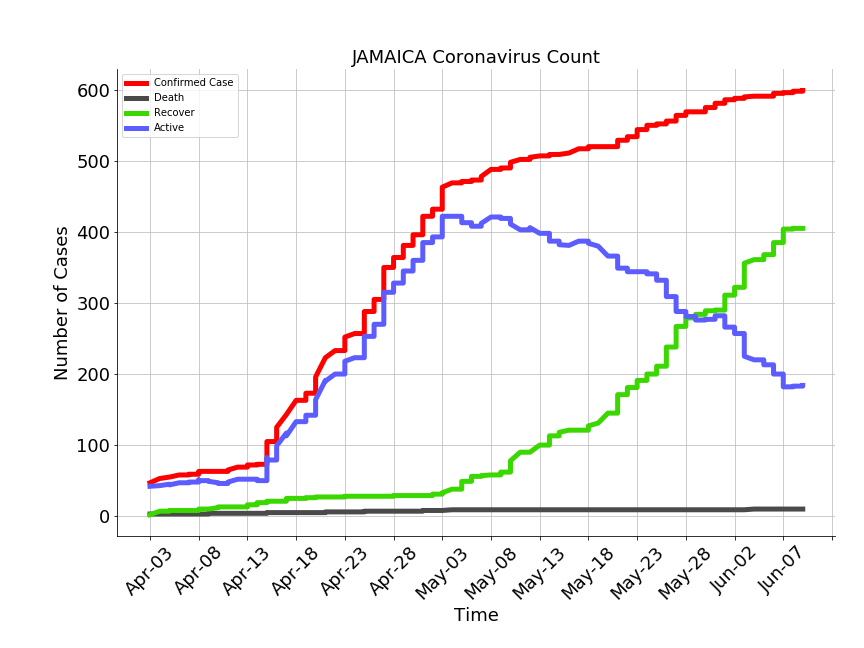 JAMAICA Coronavirus Count
Confirmed Case
Death
Recover
Active
600
500
400
300
200
100
0
Number of Cases
Apr-03
Apr-08
Apr-13
Apr-18
Apr-23
Apr-28
May-03
May-08
May-13
May-18
May-23
May-28
Jun-02
Jun-07
Time